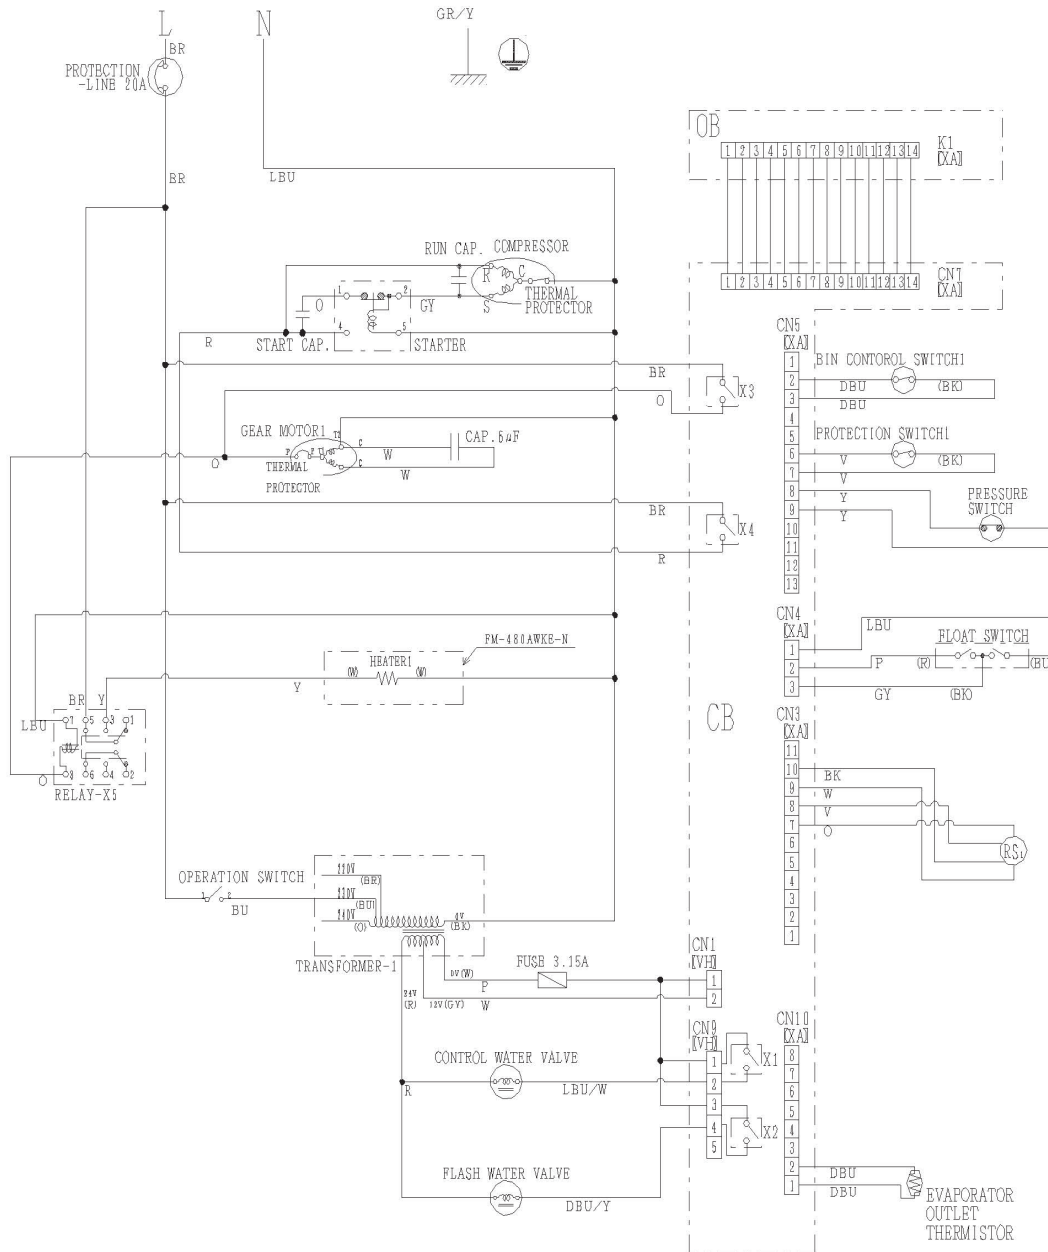 L
N
GR/Y
BR
PROTECTION
-LINE 20A
BR
LBU
OB
1 2 3 4 5 6 7 8 9 10 11 12 13 14
K1
[XA]
RUN CAP.
COMPRESSOR
R
C
S
THERMAL
PROTECTOR
1 2 3 4 5 6 7 8 9 10 11 12 13 14
CN7
[XA]
O
1
2
4
5
GY
R
START CAP.
STARTER
CN5
[XA]
1
2
3
4
5
6
7
8
9
10
11
12
13
BIN CONTOROL SWITCH1
DBU
(BK)
DBU
BR
O
X3
GEAR MOTOR1
CAP.6µF
O
THERMAL
PROTECTOR
W
W
PROTECTION SWITCH1
V
(BK)
V
Y
Y
PRESSURE
SWITCH
BR
X4
R
CN4
[XA]
1
2
3
LBU
FLOAT SWITCH
P
(R)
(BU
GY
(BK)
FM-480AWKE-N
HEATER1
(W)
(W)
Y
BR
Y
LBU
7 5 3 1
8 6 4 2
O
RELAY-X5
CB
CN3
[XA]
11
10
9
8
7
6
5
4
3
2
1
BK
W
V
O
RS1
OPERATION SWITCH
1
2
BU
220V
(BR)
230V
(BU)
240V
(O)
0V
(BK)
TRANSFORMER-1
24V
(R)
12V(GY)
0V(W)
P
W
FUSE 3.15A
CN1
[VH]
1
2
CN9
[VH]
1
2
3
4
5
X1
X2
CN10
[XA]
8
7
6
5
4
3
2
1
CONTROL WATER VALVE
R
LBU/W
FLASH WATER VALVE
DBU/Y
DBU
DBU
EVAPORATOR
OUTLET
THERMISTOR